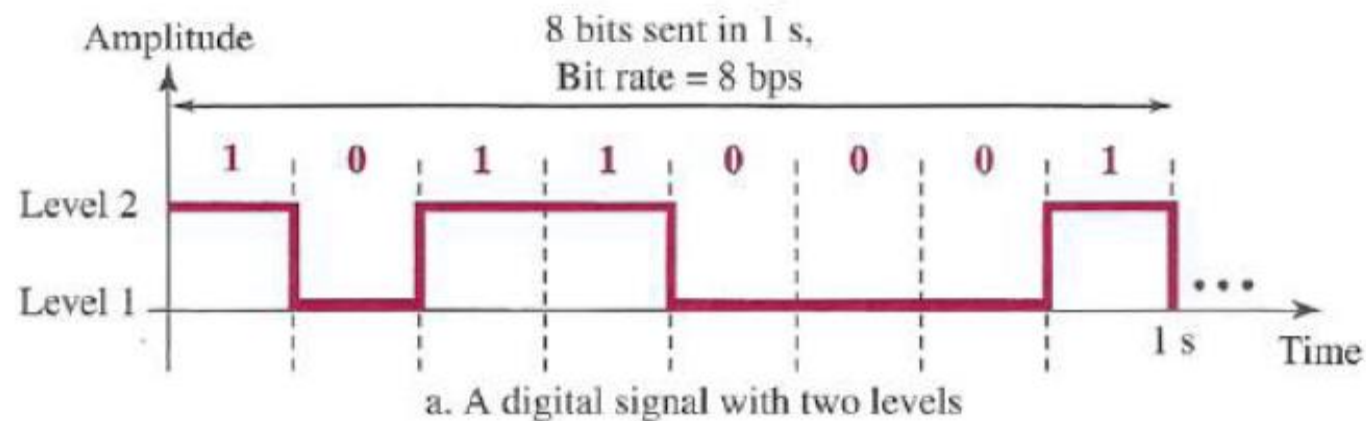 Amplitude
8 bits sent in 1 s,
Bit rate = 8 bps
1 0 1 1 0 0 0 1
Level 2
Level 1
...
1 s
Time
a. A digital signal with two levels